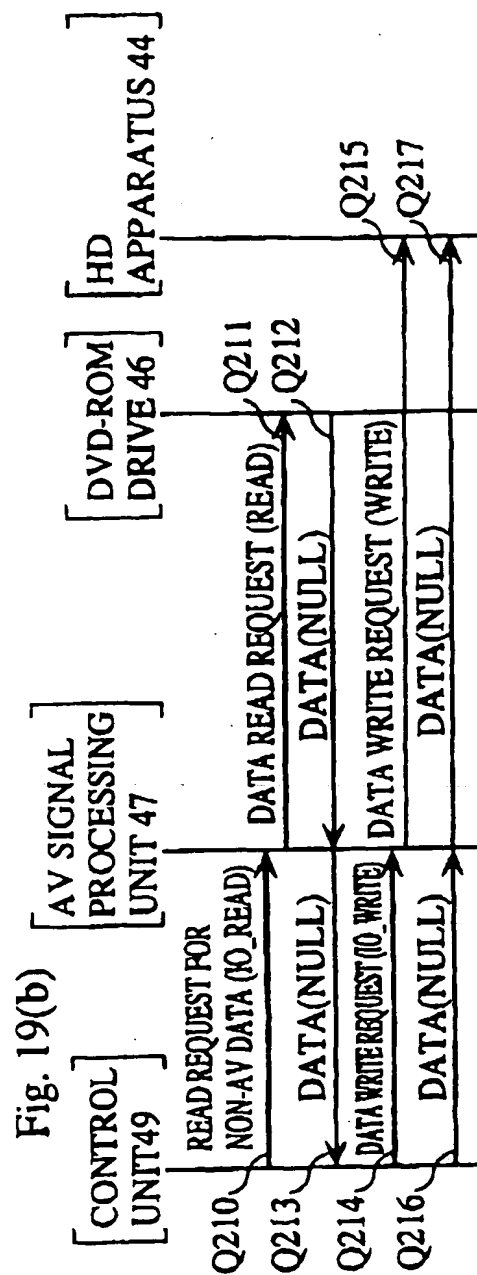 Fig. 19(b)
CONTROL
UNIT49
AV SIGNAL
PROCESSING
UNIT 47
DVD-ROM
DRIVE 46
HD
APPARATUS 44
READ REQUEST FOR
NON-AV DATA (IO_READ)
Q210
DATA READ REQUEST (READ)
Q211
DATA(NULL)
Q212
DATA(NULL)
Q213
DATA WRITE REQUEST (IO_WRITE)
Q214
DATA WRITE REQUEST (WRITE)
Q215
DATA(NULL)
Q216
DATA(NULL)
Q217